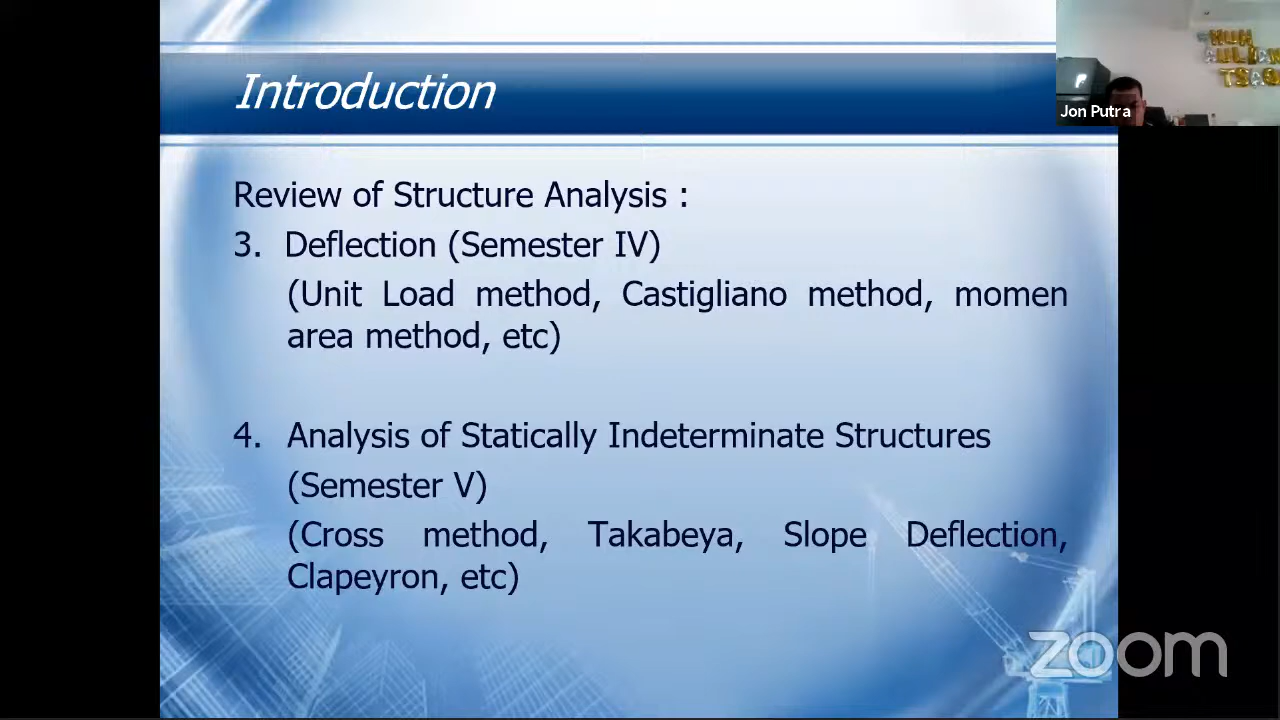 Introduction
Jon Putra
Review of Structure Analysis :
3. Deflection (Semester IV)
(Unit Load method, Castigliano method, momen
area method, etc)
4. Analysis of Statically Indeterminate Structures
(Semester V)
(Cross method, Takabeya, Slope Deflection,
Clapeyron, etc)
zoom